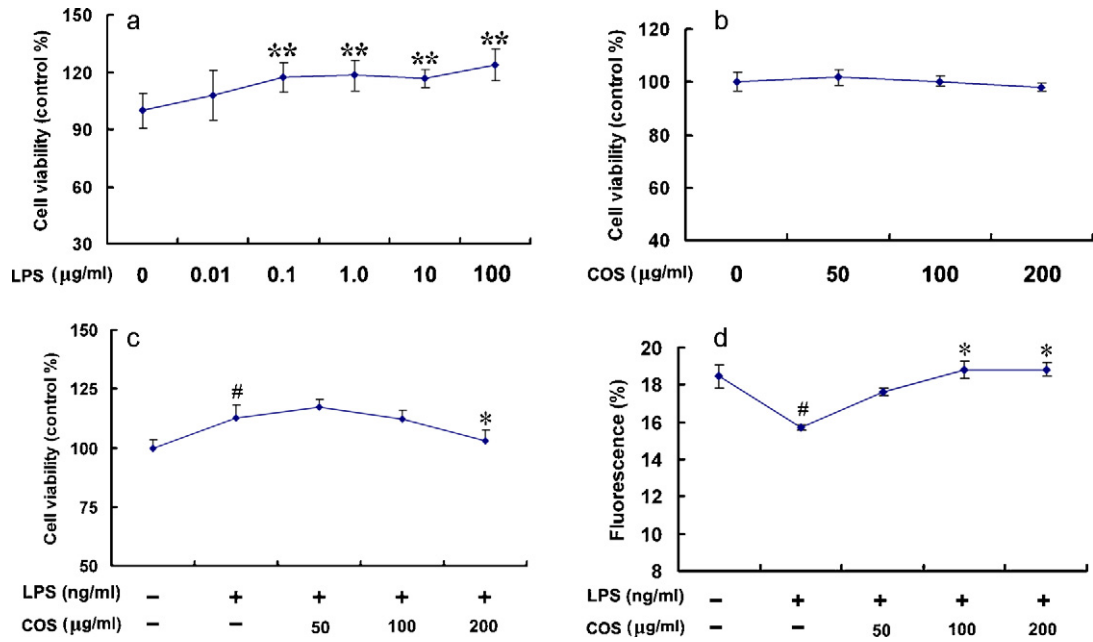 a
Cell viability (control %)
150
120
90
60
30
** ** ** **
LPS (μg/ml) 0 0.01 0.1 1.0 10 100
b
Cell viability (control %)
120
100
80
60
40
COS (μg/ml) 0 50 100 200
c
Cell viability (control %)
150
125
100
75
50
# *
LPS (ng/ml) – + + + +
COS (μg/ml) – – 50 100 200
d
Fluorescence (%)
20
18
16
14
12
10
8
# * *
LPS (ng/ml) – + + + +
COS (μg/ml) – – 50 100 200